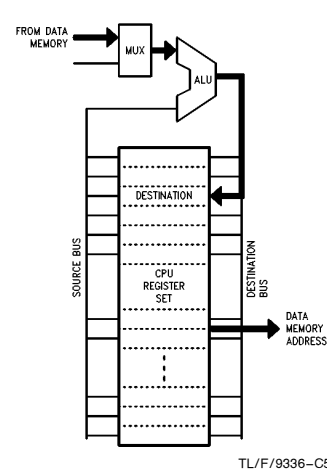 FROM DATA
MEMORY
MUX
ALU
DESTINATION
SOURCE BUS
CPU
REGISTER
SET
DESTINATION
BUS
DATA
MEMORY
ADDRESS
TL/F/9336–C5